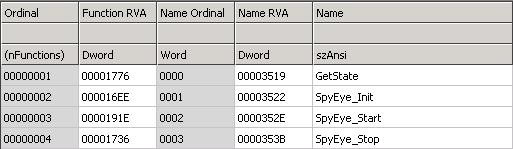 Ordinal Function RVA Name Ordinal Name RVA Name
(nFunctions) Dword Word Dword szAnsi
00000001 00001776 0000 00003519 GetState
00000002 000016EE 0001 00003522 SpyEye_Init
00000003 0000191E 0002 0000352E SpyEye_Start
00000004 00001736 0003 0000353B SpyEye_Stop